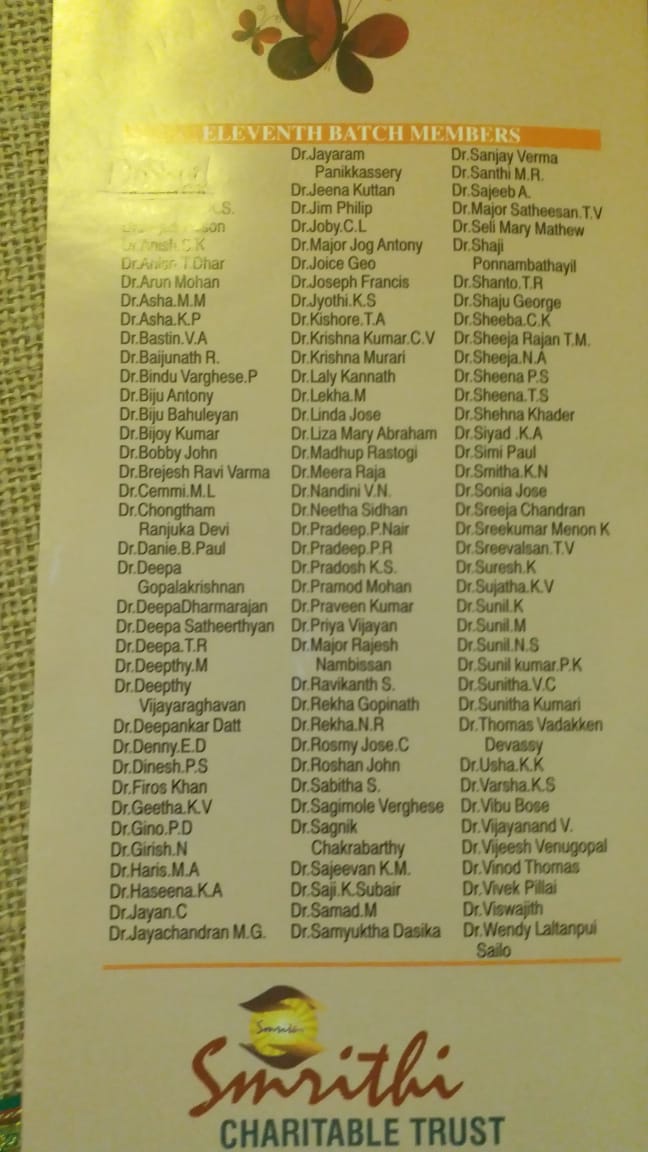 ELEVENTH BATCH MEMBERS
Dr.Anish.C.K
T.Dhar
Dr.Arun Mohan
Dr.Asha.M.M
Dr.Asha.K.P
Dr.Bastin.V.A
Dr.Baijunath R.
Dr.Bindu Varghese.P
Dr.Biju Antony
Dr.Biju Bahuleyan
Dr.Bijoy Kumar
Dr.Bobby John
Dr.Brejesh Ravi Varma
Dr.Cemmi.M.L
Dr.Chongtham
Ranjuka Devi
Dr.Danie.B.Paul
Dr.Deepa
Gopalakrishnan
Dr.DeepaDharmarajan
Dr.Deepa Satheerthyan
Dr.Deepa.T.R
Dr.Deepthy.M
Dr.Deepthy
Vijayaraghavan
Dr.Deepankar Datt
Dr.Denny.E.D
Dr.Dinesh.P.S
Dr.Firos Khan
Dr.Geetha.K.V
Dr.Gino.P.D
Dr.Girish.N
Dr.Haris.M.A
Dr.Haseena.K.A
Dr.Jayan.C
Dr.Jayachandran M.G.
Dr.Jayaram
Panikkassery
Dr.Jeena Kuttan
Dr.Jim Philip
Dr.Joby.C.L
Dr.Major Jog Antony
Dr.Joice Geo
Dr.Joseph Francis
Dr.Jyothi.K.S
Dr.Kishore.T.A
Dr.Krishna Kumar.C.V
Dr.Krishna Murari
Dr.Laly Kannath
Dr.Lekha.M
Dr.Linda Jose
Dr.Liza Mary Abraham
Dr.Madhup Rastogi
Dr.Meera Raja
Dr.Nandini V.N.
Dr.Neetha Sidhan
Dr.Pradeep.P.Nair
Dr.Pradeep.P.R
Dr.Pradosh K.S.
Dr.Pramod Mohan
Dr.Praveen Kumar
Dr.Priya Vijayan
Dr.Major Rajesh
Nambissan
Dr.Ravikanth S.
Dr.Rekha Gopinath
Dr.Rekha.N.R
Dr.Rosmy Jose.C
Dr.Roshan John
Dr.Sabitha S.
Dr.Sagimole Verghese
Dr.Sagnik
Chakrabarthy
Dr.Sajeevan K.M.
Dr.Saji.K.Subair
Dr.Samad.M
Dr.Samyuktha Dasika
Dr.Sanjay Verma
Dr.Santhi M.R.
Dr.Sajeeb A.
Dr.Major Satheesan.T.V
Dr.Seli Mary Mathew
Dr.Shaji
Ponnambathayil
Dr.Shanto.T.R
Dr.Shaju George
Dr.Sheeba.C.K
Dr.Sheeja Rajan T.M.
Dr.Sheeja.N.A
Dr.Sheena P.S
Dr.Sheena.T.S
Dr.Shehna Khader
Dr.Siyad .K.A
Dr.Simi Paul
Dr.Smitha.K.N
Dr.Sonia Jose
Dr.Sreeja Chandran
Dr.Sreekumar Menon K
Dr.Sreevalsan.T.V
Dr.Suresh.K
Dr.Sujatha.K.V
Dr.Sunil.K
Dr.Sunil.M
Dr.Sunil.N.S
Dr.Sunil kumar.P.K
Dr.Sunitha.V.C
Dr.Sunitha Kumari
Dr.Thomas Vadakken
Devassy
Dr.Usha.K.K
Dr.Varsha.K.S
Dr.Vibu Bose
Dr.Vijayanand V.
Dr.Vijeesh Venugopal
Dr.Vinod Thomas
Dr.Vivek Pillai
Dr.Viswajith
Dr.Wendy Laltanpui
Sailo
Smrithi
Smrithi
CHARITABLE TRUST